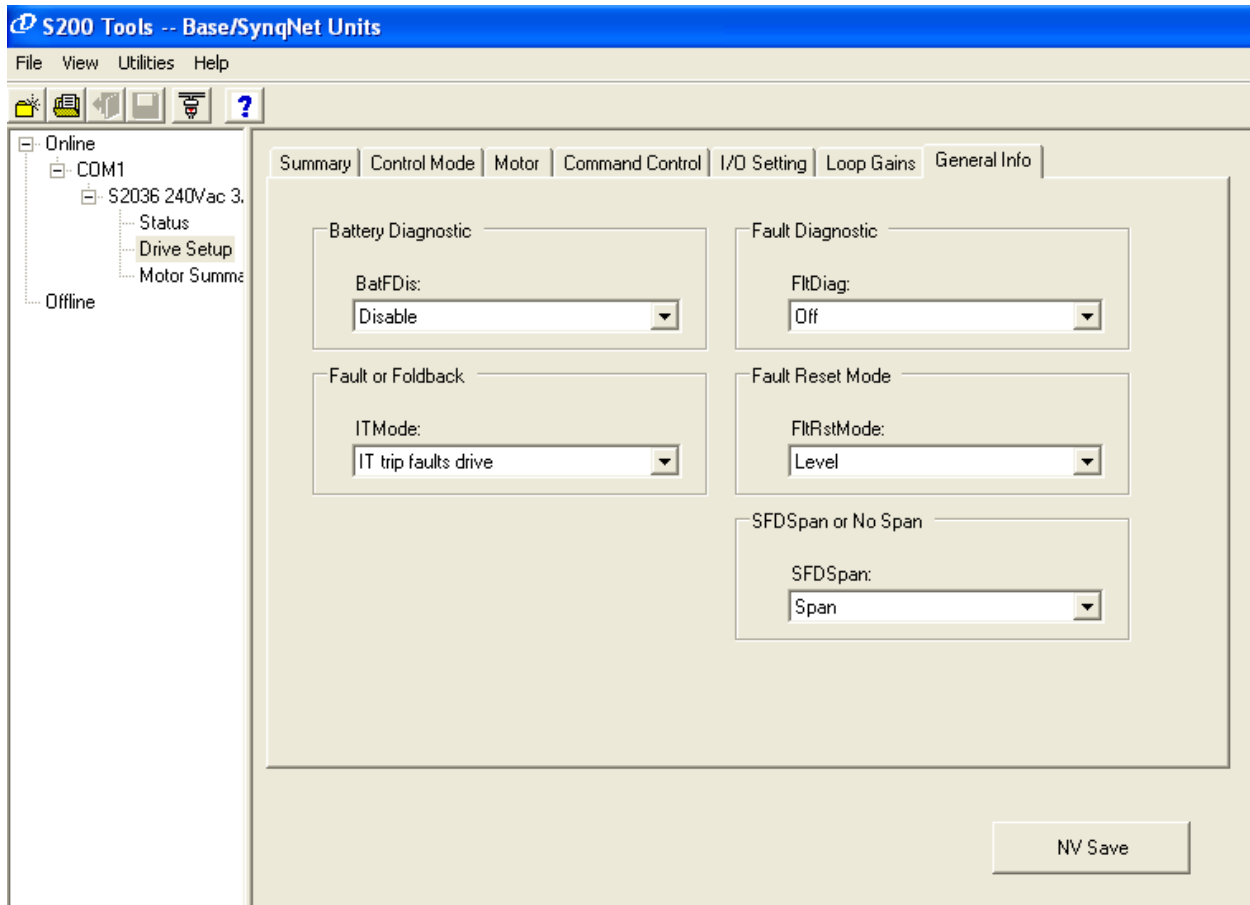 S200 Tools -- Base/SynqNet Units
File View Utilities Help
?
Online
COM1
S2036 240Vac 3.
Status
Drive Setup
Motor Summa
Offline
Summary Control Mode Motor Command Control I/O Setting Loop Gains General Info
Battery Diagnostic
BatFDis:
Disable
Fault Diagnostic
FltDiag:
Off
Fault or Foldback
ITMode:
IT trip faults drive
Fault Reset Mode
FltRstMode:
Level
SFDSpan or No Span
SFDSpan:
Span
NV Save